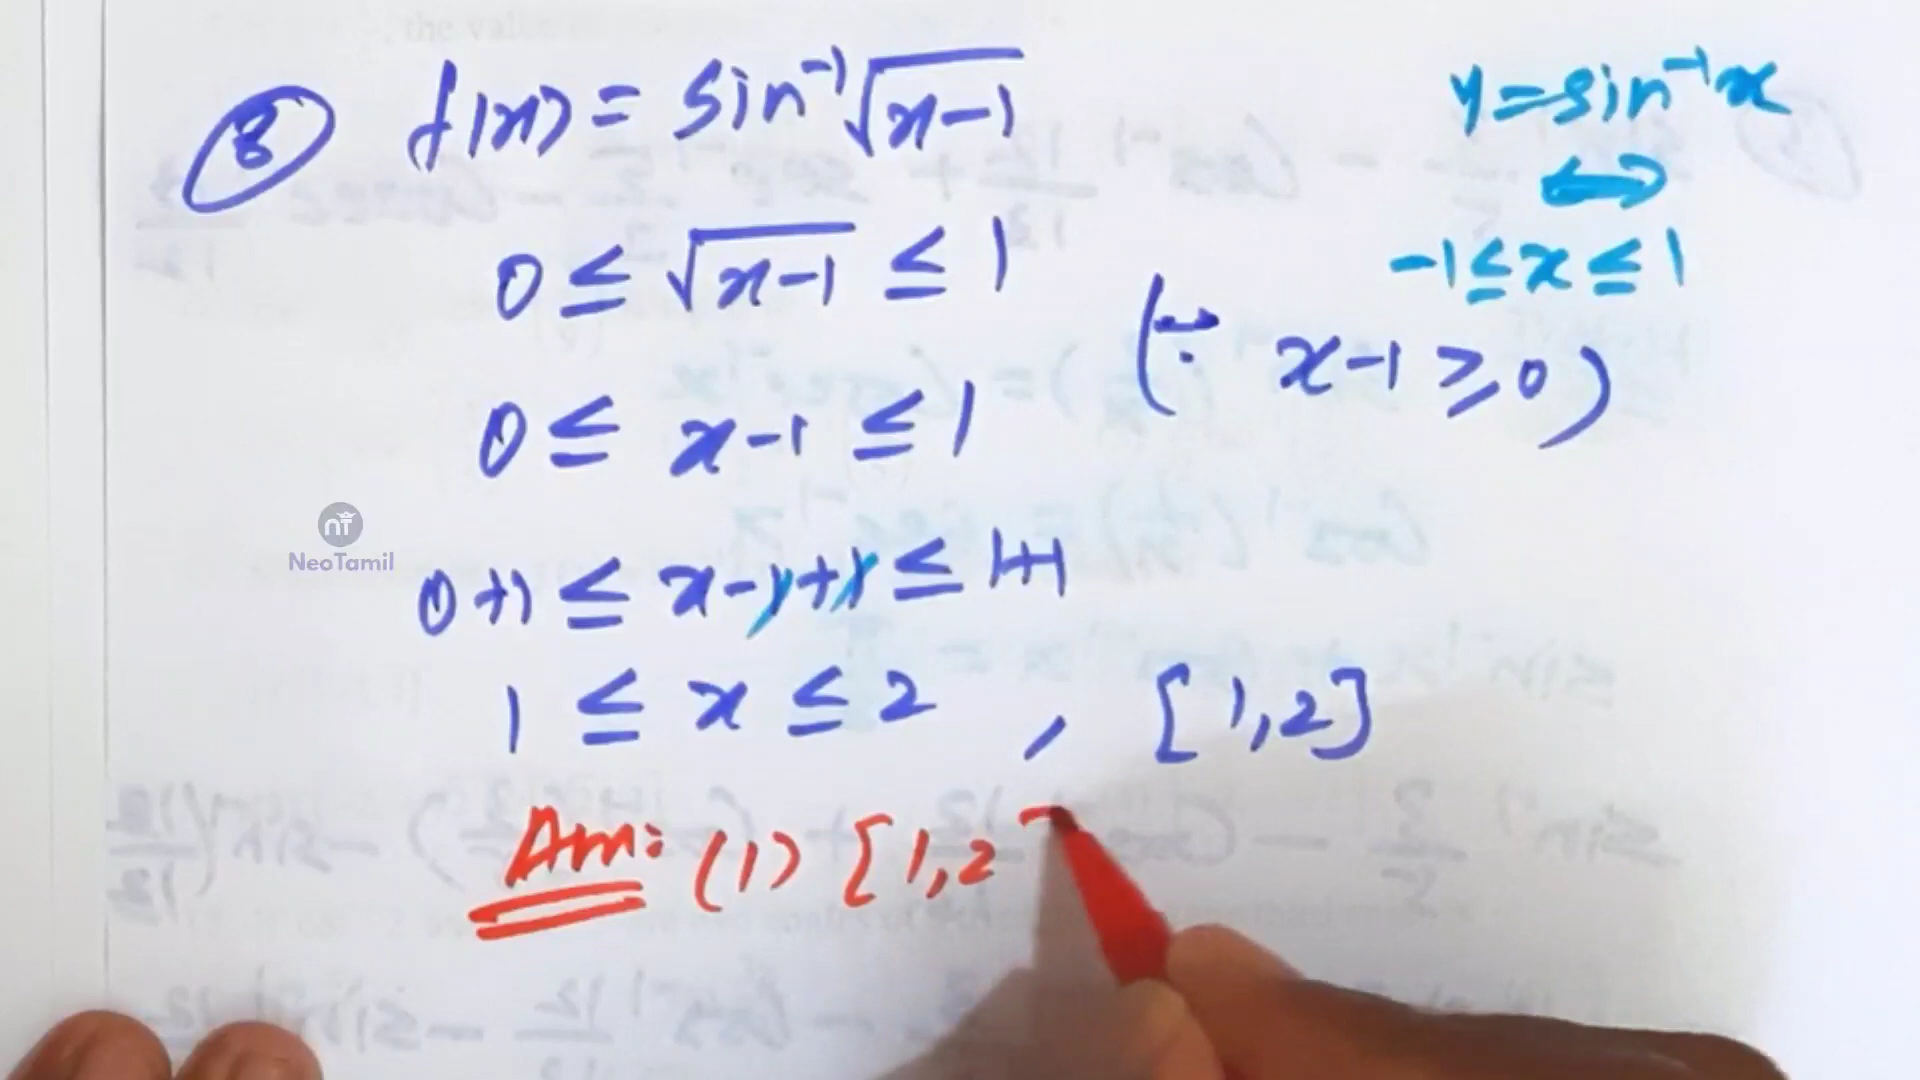 8 f(x) = sin⁻¹√(x-1)
y = sin⁻¹x
↔
0 ≤ √(x-1) ≤ 1
-1 ≤ x ≤ 1
(∵ x-1 ≥ 0)
0 ≤ x-1 ≤ 1
nT
NeoTamil
0+1 ≤ x-1+1 ≤ 1+1
1 ≤ x ≤ 2 , [1,2]
Ans: (1) [1,2]